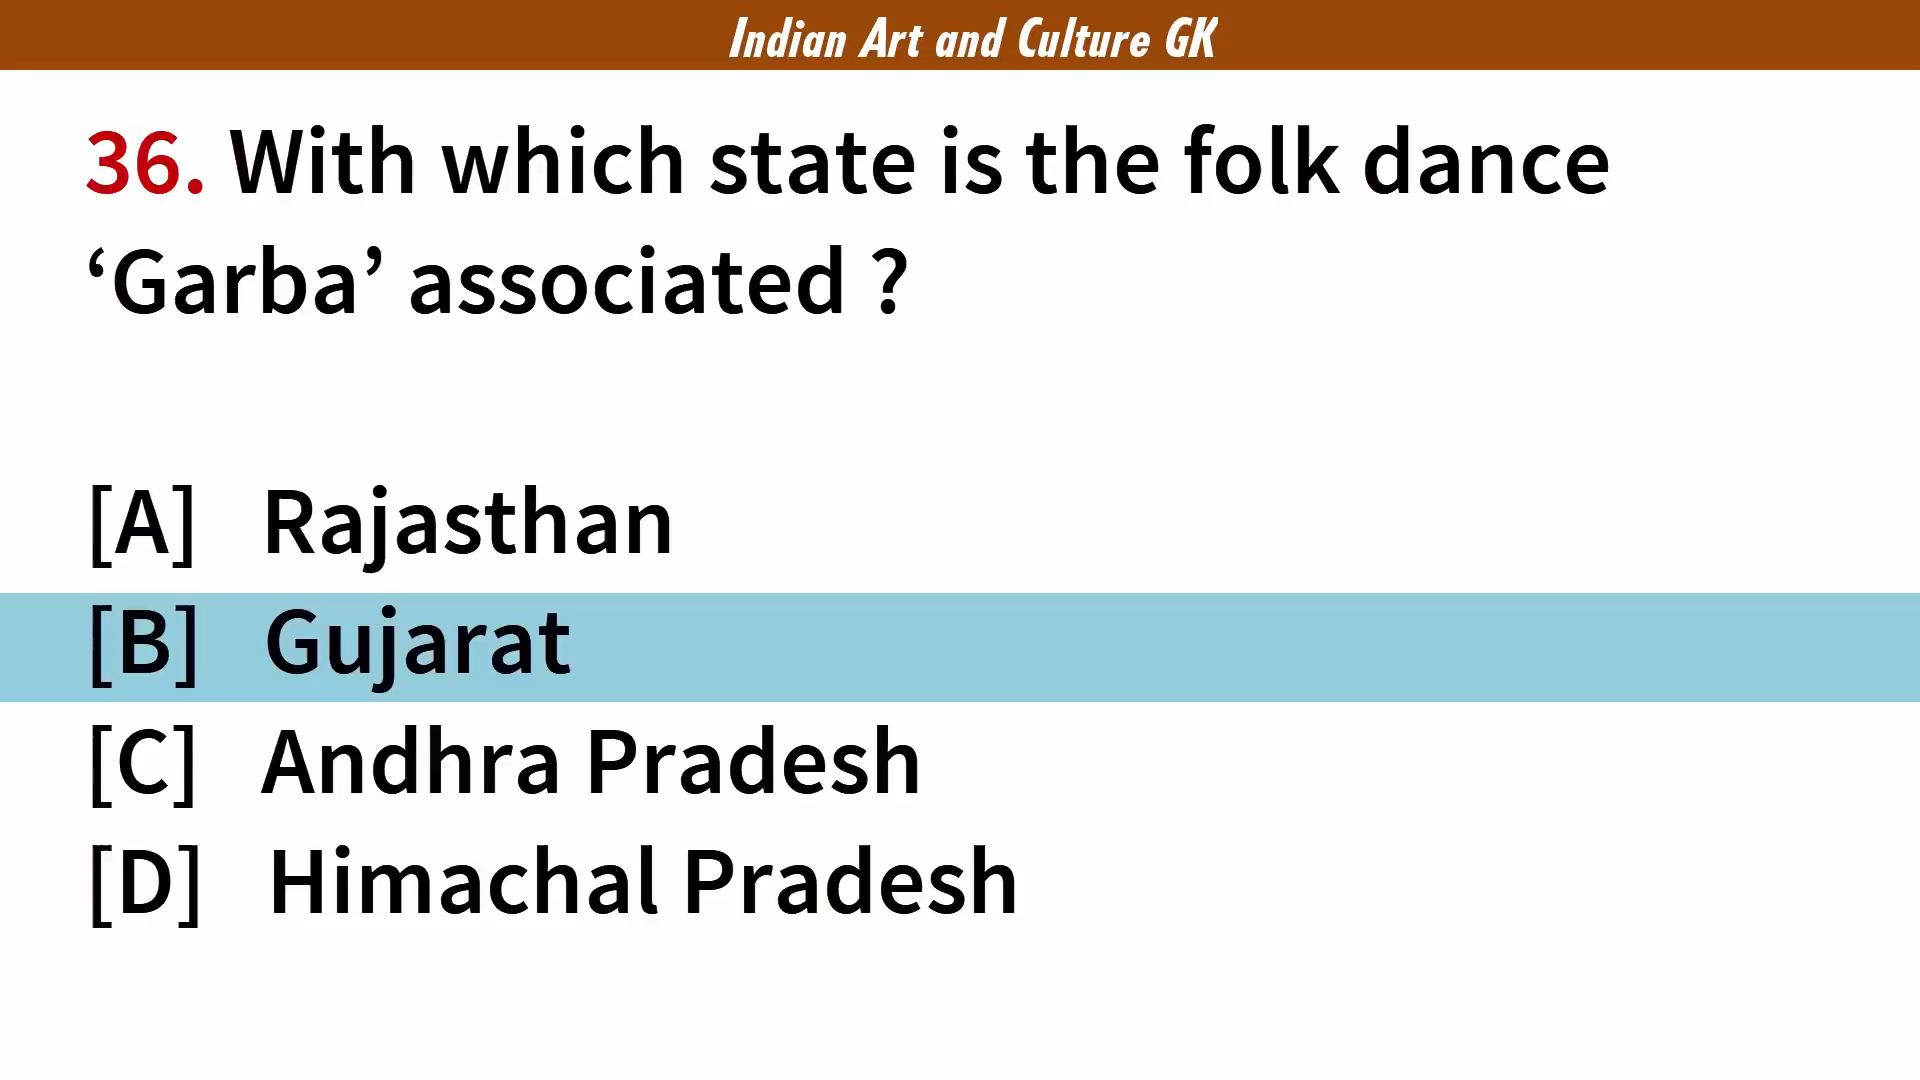 Indian Art and Culture GK
36. With which state is the folk dance
‘Garba’ associated ?
[A] Rajasthan
[B] Gujarat
[C] Andhra Pradesh
[D] Himachal Pradesh